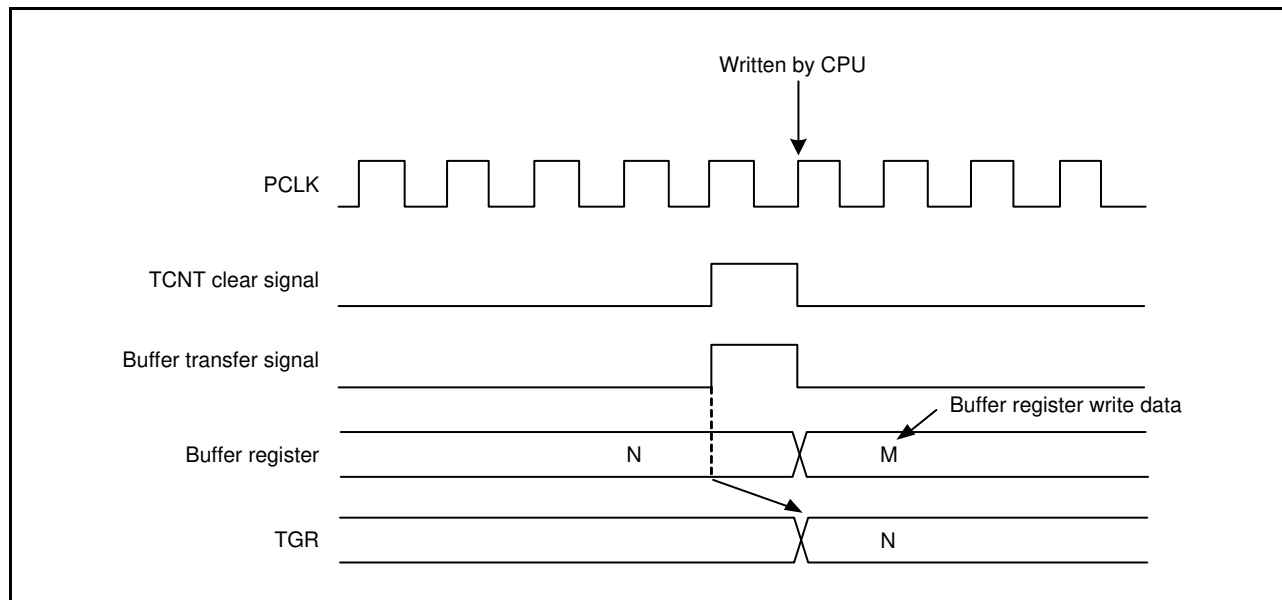 Written by CPU
PCLK
TCNT clear signal
Buffer transfer signal
Buffer register write data
Buffer register
N
M
TGR
N